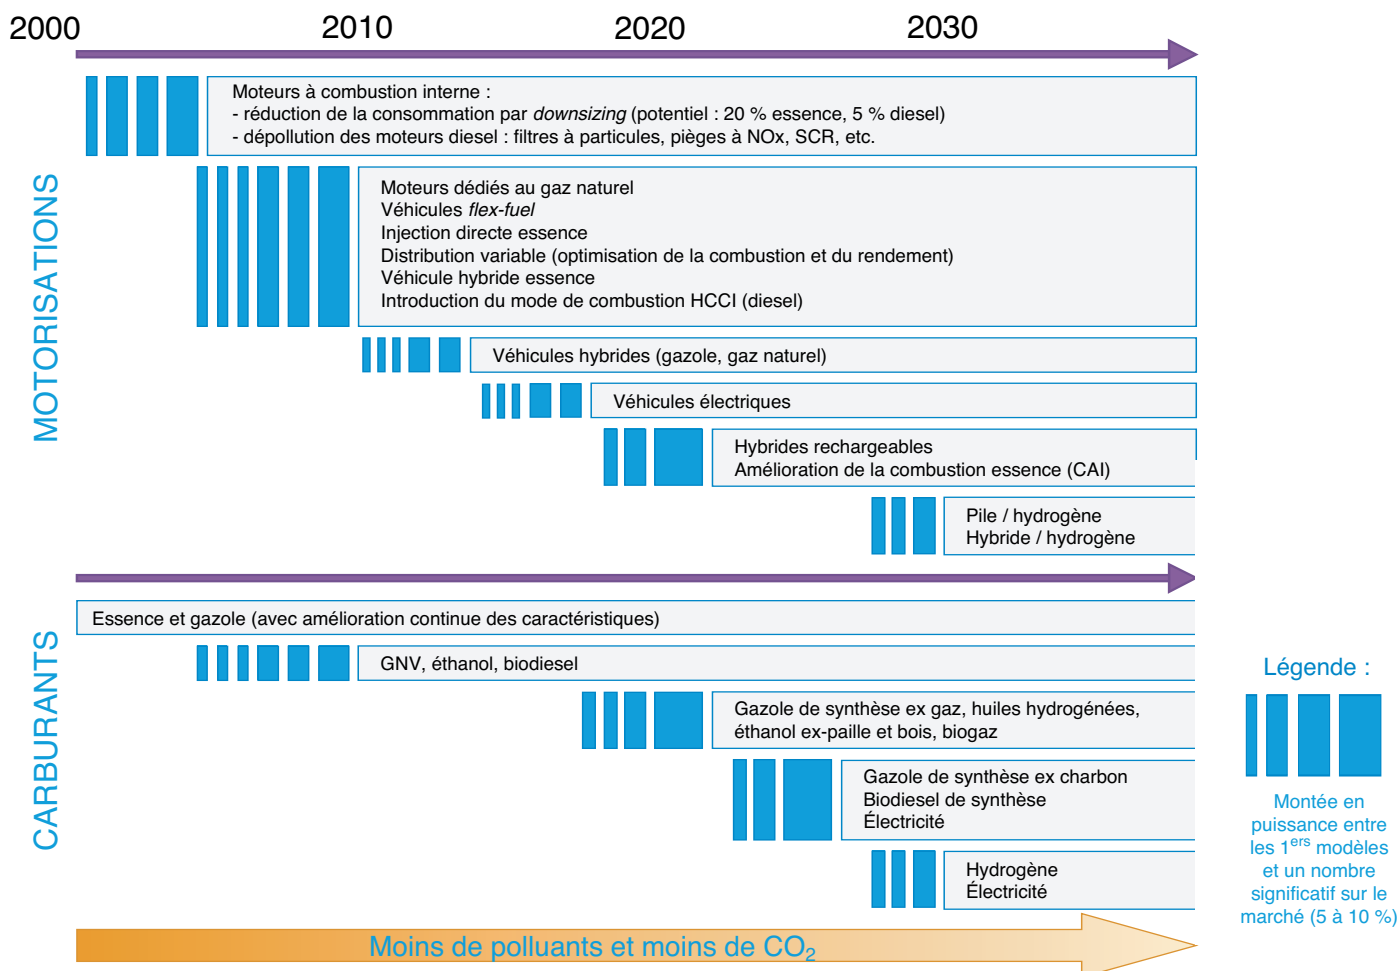 2000 2010 2020 2030
MOTORISATIONS
Moteurs à combustion interne :
- réduction de la consommation par downsizing (potentiel : 20 % essence, 5 % diesel)
- dépollution des moteurs diesel : filtres à particules, pièges à NOx, SCR, etc.
Moteurs dédiés au gaz naturel
Véhicules flex-fuel
Injection directe essence
Distribution variable (optimisation de la combustion et du rendement)
Véhicule hybride essence
Introduction du mode de combustion HCCI (diesel)
Véhicules hybrides (gazole, gaz naturel)
Véhicules électriques
Hybrides rechargeables
Amélioration de la combustion essence (CAI)
Pile / hydrogène
Hybride / hydrogène
CARBURANTS
Essence et gazole (avec amélioration continue des caractéristiques)
GNV, éthanol, biodiesel
Gazole de synthèse ex gaz, huiles hydrogénées,
éthanol ex-paille et bois, biogaz
Gazole de synthèse ex charbon
Biodiesel de synthèse
Électricité
Hydrogène
Électricité
Moins de polluants et moins de CO2
Légende :
Montée en
puissance entre
les 1ers modèles
et un nombre
significatif sur le
marché (5 à 10 %)